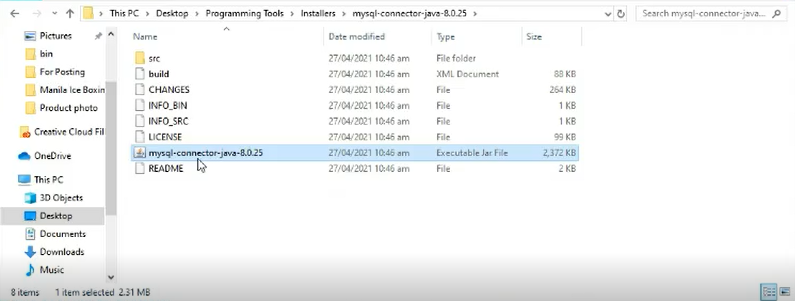 This PC > Desktop > Programming Tools > Installers > mysql-connector-java-8.0.25
Search mysql-connector-java...
Pictures
bin
For Posting
Manila Ice Boxin
Product photo
Creative Cloud Fil
OneDrive
This PC
3D Objects
Desktop
Documents
Downloads
Music
Name Date modified Type Size
src 27/04/2021 10:46 am File folder
build 27/04/2021 10:46 am XML Document 88 KB
CHANGES 27/04/2021 10:46 am File 264 KB
INFO_BIN 27/04/2021 10:46 am File 1 KB
INFO_SRC 27/04/2021 10:46 am File 1 KB
LICENSE 27/04/2021 10:46 am File 99 KB
mysql-connector-java-8.0.25 27/04/2021 10:46 am Executable Jar File 2,372 KB
README 27/04/2021 10:46 am File 2 KB
8 items 1 item selected 2.31 MB